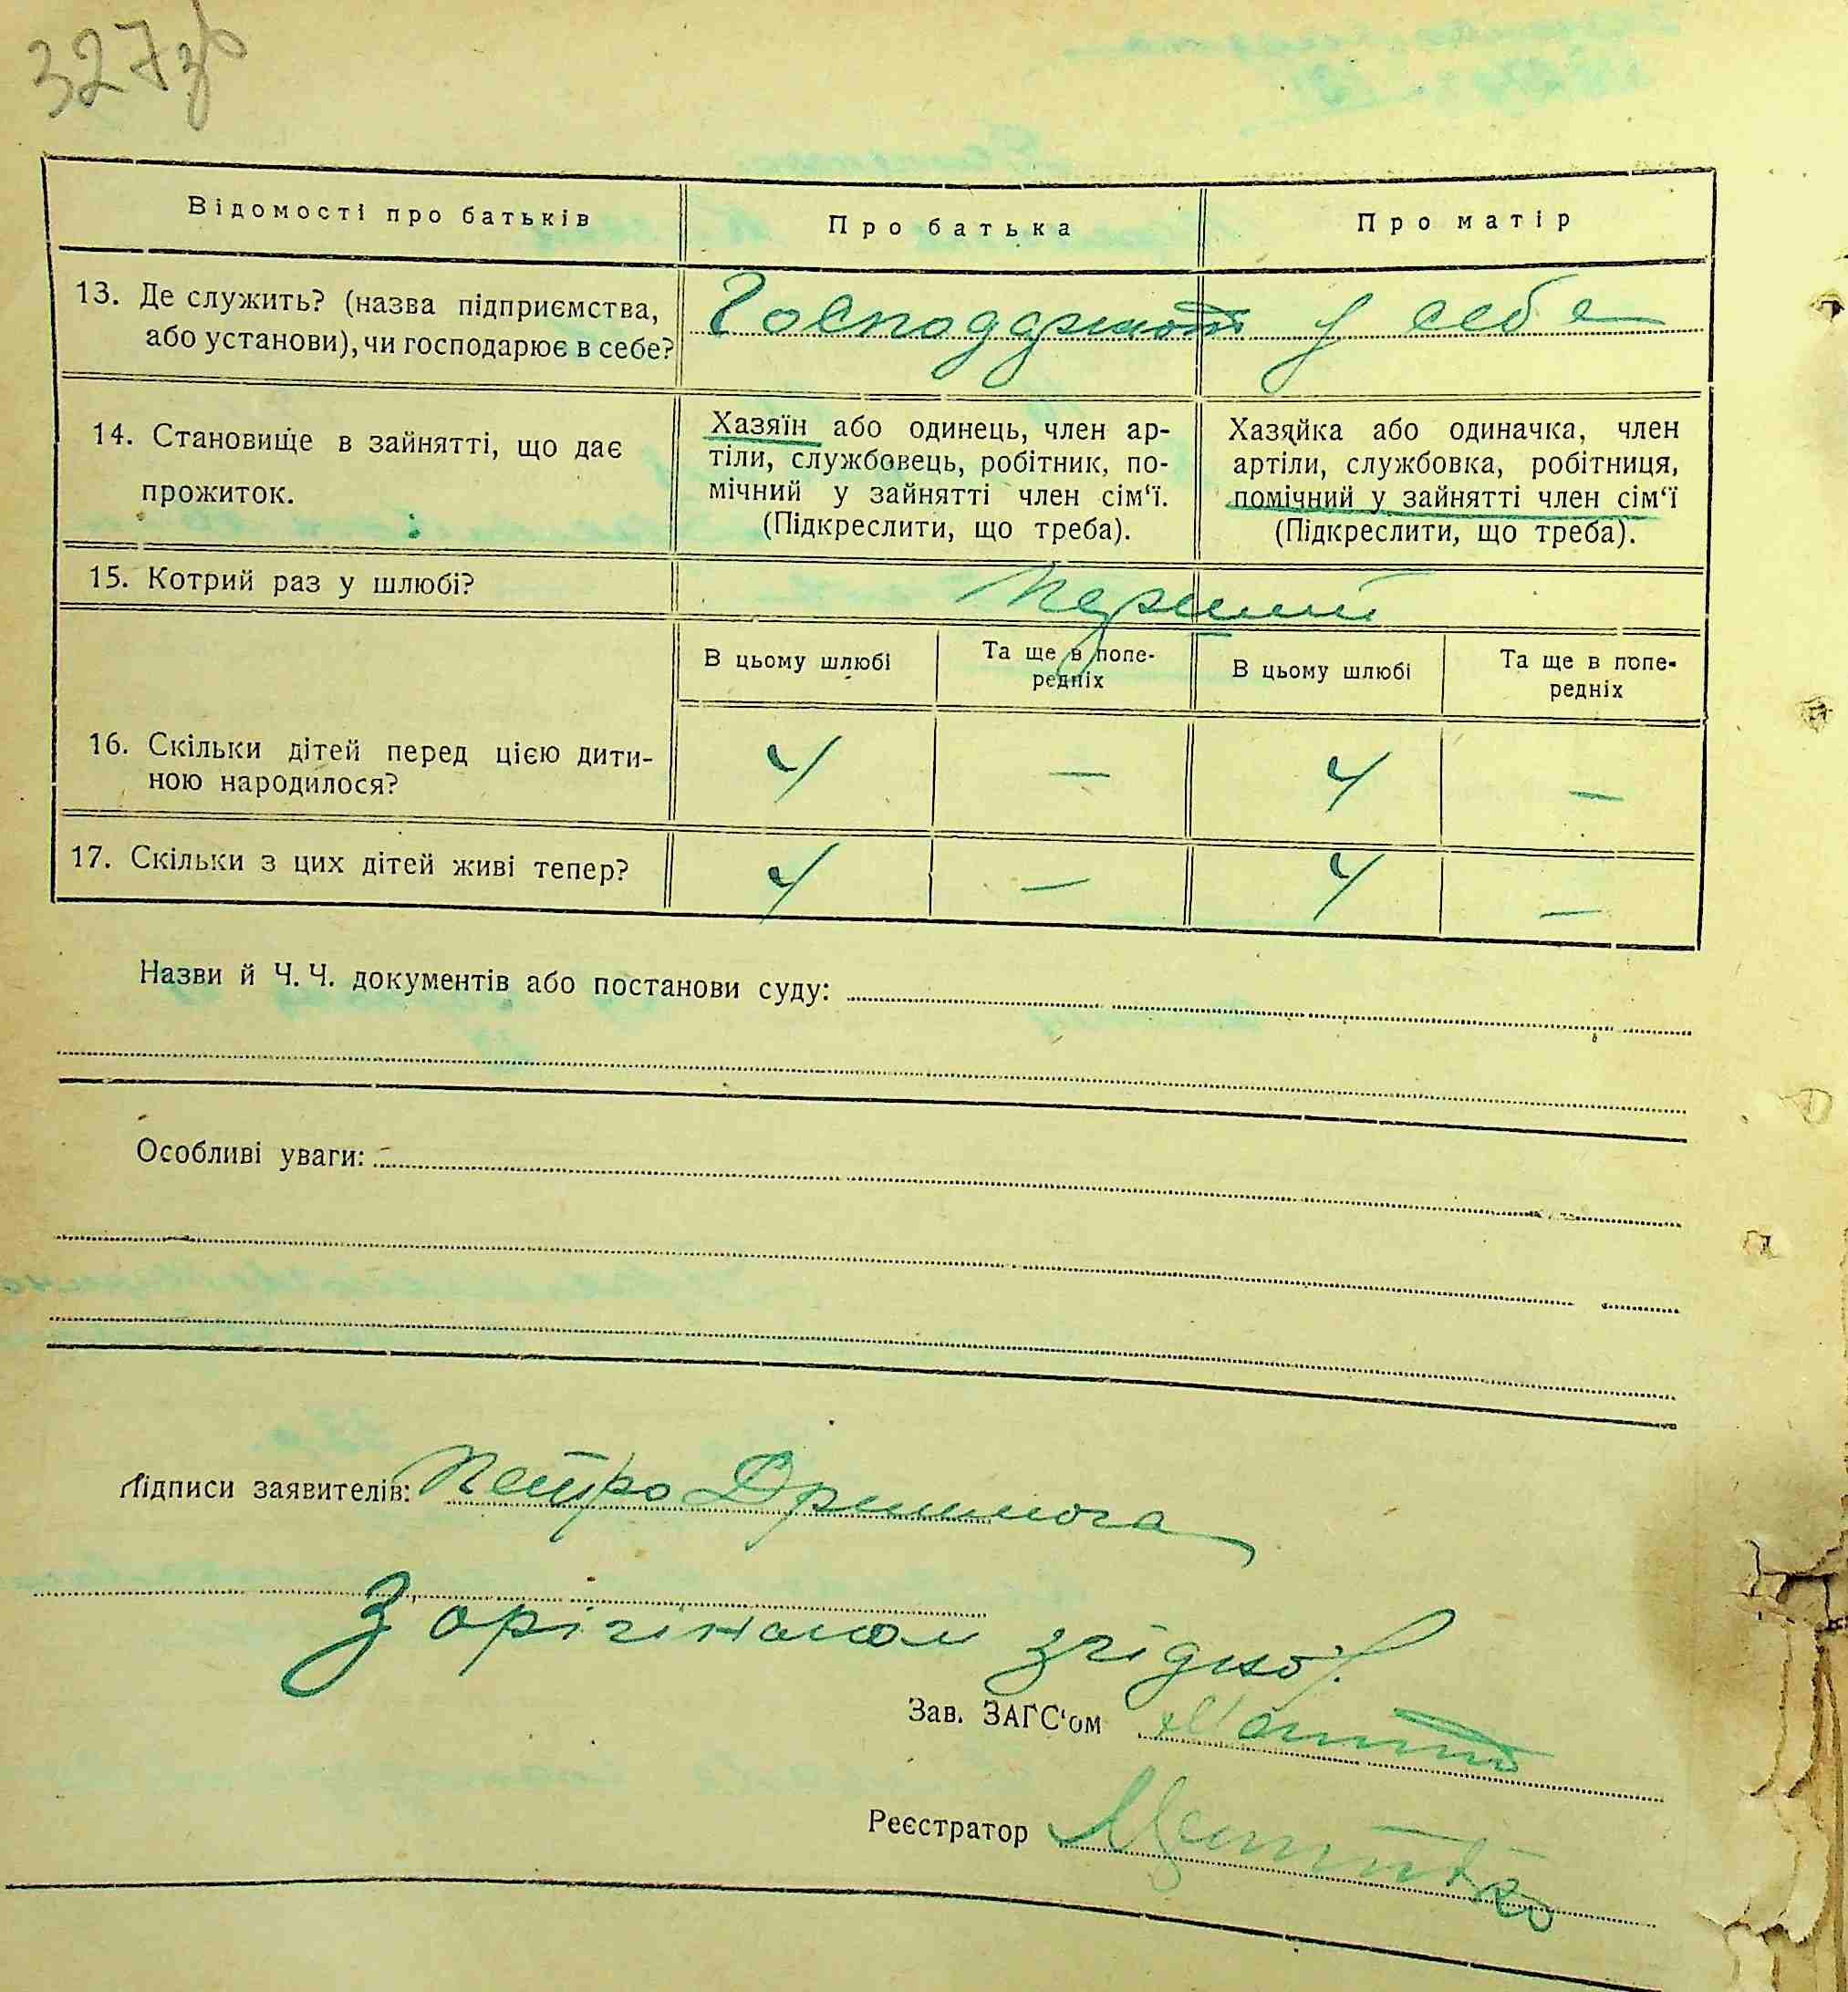 327зв
Відомості про батьків
Про батька
Про матір
13. Де служить? (назва підприємства,
або установи), чи господарює в себе?
у себе
14. Становище в зайнятті, що дає
прожиток.
Хазяїн або одинець, член ар-
тіли, службовець, робітник, по-
мічний у зайнятті член сім‘ї.
(Підкреслити, що треба).
Хазяйка або одиначка, член
артіли, службовка, робітниця,
помічний у зайнятті член сім‘ї
(Підкреслити, що треба).
15. Котрий раз у шлюбі?
Перший
В цьому шлюбі
Та ще в попе-
редніх
В цьому шлюбі
Та ще в попе-
редніх
16. Скільки дітей перед цією дити-
ною народилося?
4 — 4 —
17. Скільки з цих дітей живі тепер?
4 — 4 —
Назви й Ч. Ч. документів або постанови суду:
Особливі уваги:
Підписи заявителів: Петро
З орігіналом згідно!
Зав. ЗАГС‘ом
Реєстратор